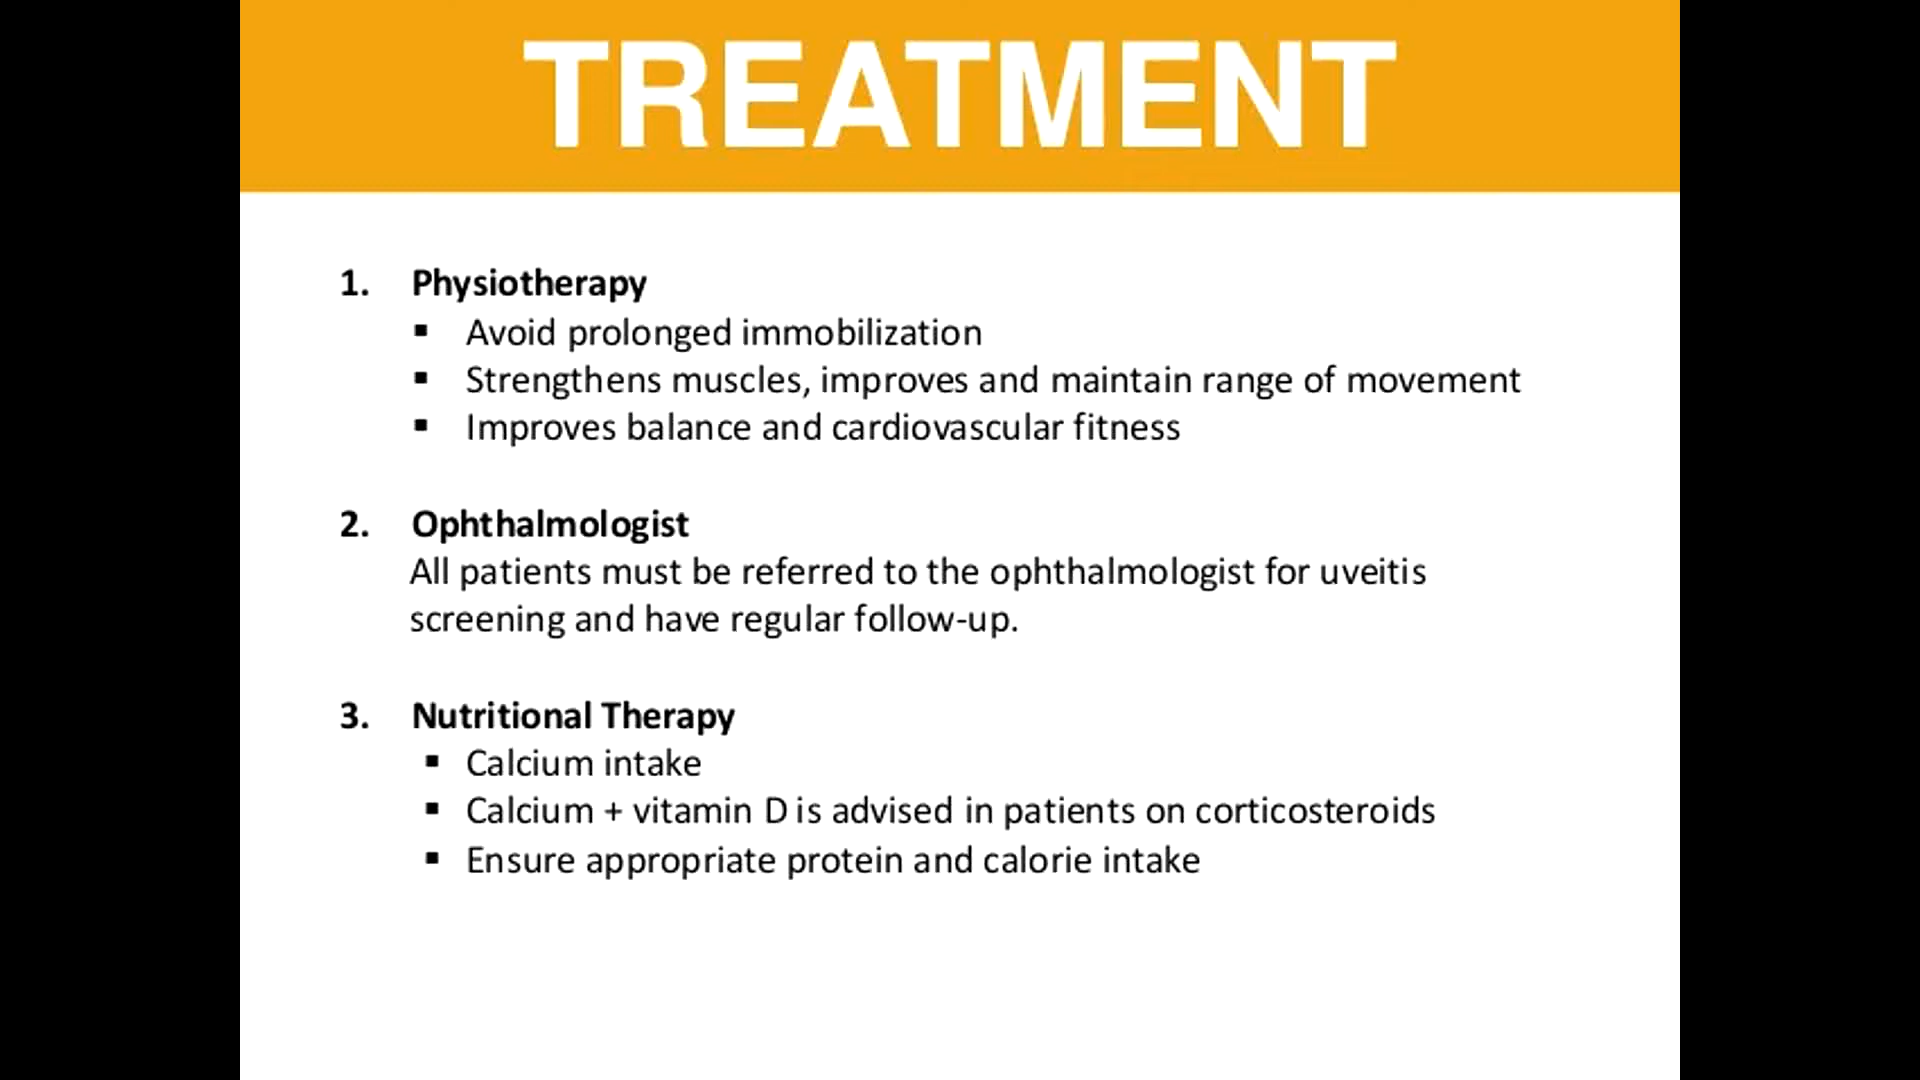 TREATMENT
1. Physiotherapy
▪ Avoid prolonged immobilization
▪ Strengthens muscles, improves and maintain range of movement
▪ Improves balance and cardiovascular fitness
2. Ophthalmologist
All patients must be referred to the ophthalmologist for uveitis
screening and have regular follow-up.
3. Nutritional Therapy
▪ Calcium intake
▪ Calcium + vitamin D is advised in patients on corticosteroids
▪ Ensure appropriate protein and calorie intake